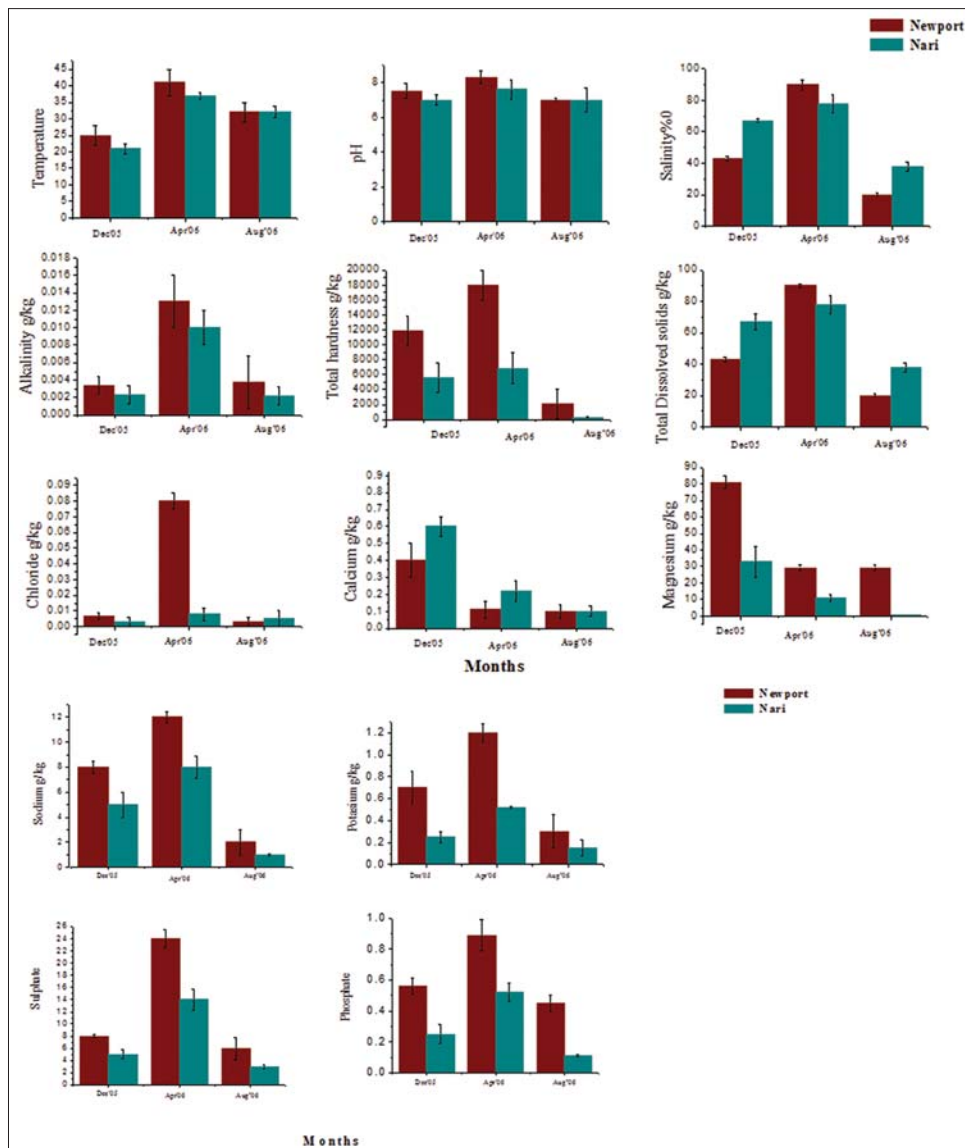 Newport
Nari
Temperature
45
40
35
30
25
20
15
10
5
0
Dec'05
Apr'06
Aug'06
pH
8
6
4
2
0
Dec'05
Apr'06
Aug'06
Salinity%0
100
80
60
40
20
0
Dec'05
Apr'06
Aug'06
Alkalinity g/kg
0.018
0.016
0.014
0.012
0.010
0.008
0.006
0.004
0.002
0.000
Dec'05
Apr'06
Aug'06
Total hardness g/kg
20000
18000
16000
14000
12000
10000
8000
6000
4000
2000
0
Dec'05
Apr'06
Aug'06
Total Dissolved solids g/kg
100
80
60
40
20
0
Dec'05
Apr'06
Aug'06
Chloride g/kg
0.09
0.08
0.07
0.06
0.05
0.04
0.03
0.02
0.01
0.00
Dec'05
Apr'06
Aug'06
Calcium g/kg
0.9
0.8
0.7
0.6
0.5
0.4
0.3
0.2
0.1
0.0
Dec'05
Apr'06
Aug'06
Magnesium g/kg
90
80
70
60
50
40
30
20
10
0
Dec'05
Apr'06
Aug'06
Months
Newport
Nari
Sodium g/kg
12
10
8
6
4
2
0
Dec'05
Apr'06
Aug'06
Potasium g/kg
1.2
1.0
0.8
0.6
0.4
0.2
0.0
Dec'05
Apr'06
Aug'06
Sulphate
26
24
22
20
18
16
14
12
10
8
6
4
2
0
Dec'05
Apr'06
Aug'06
Phosphate
1.0
0.8
0.6
0.4
0.2
0.0
Dec'05
Apr'06
Aug'06
Months